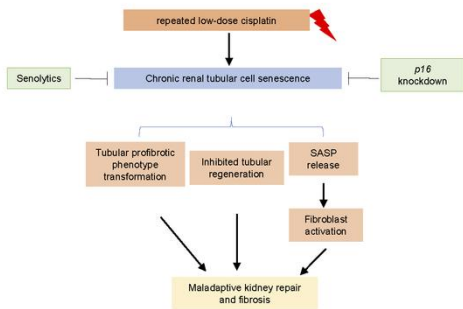 repeated low-dose cisplatin
Senolytics
Chronic renal tubular cell senescence
p16
knockdown
Tubular profibrotic
phenotype
transformation
Inhibited tubular
regeneration
SASP
release
Fibroblast
activation
Maladaptive kidney repair
and fibrosis